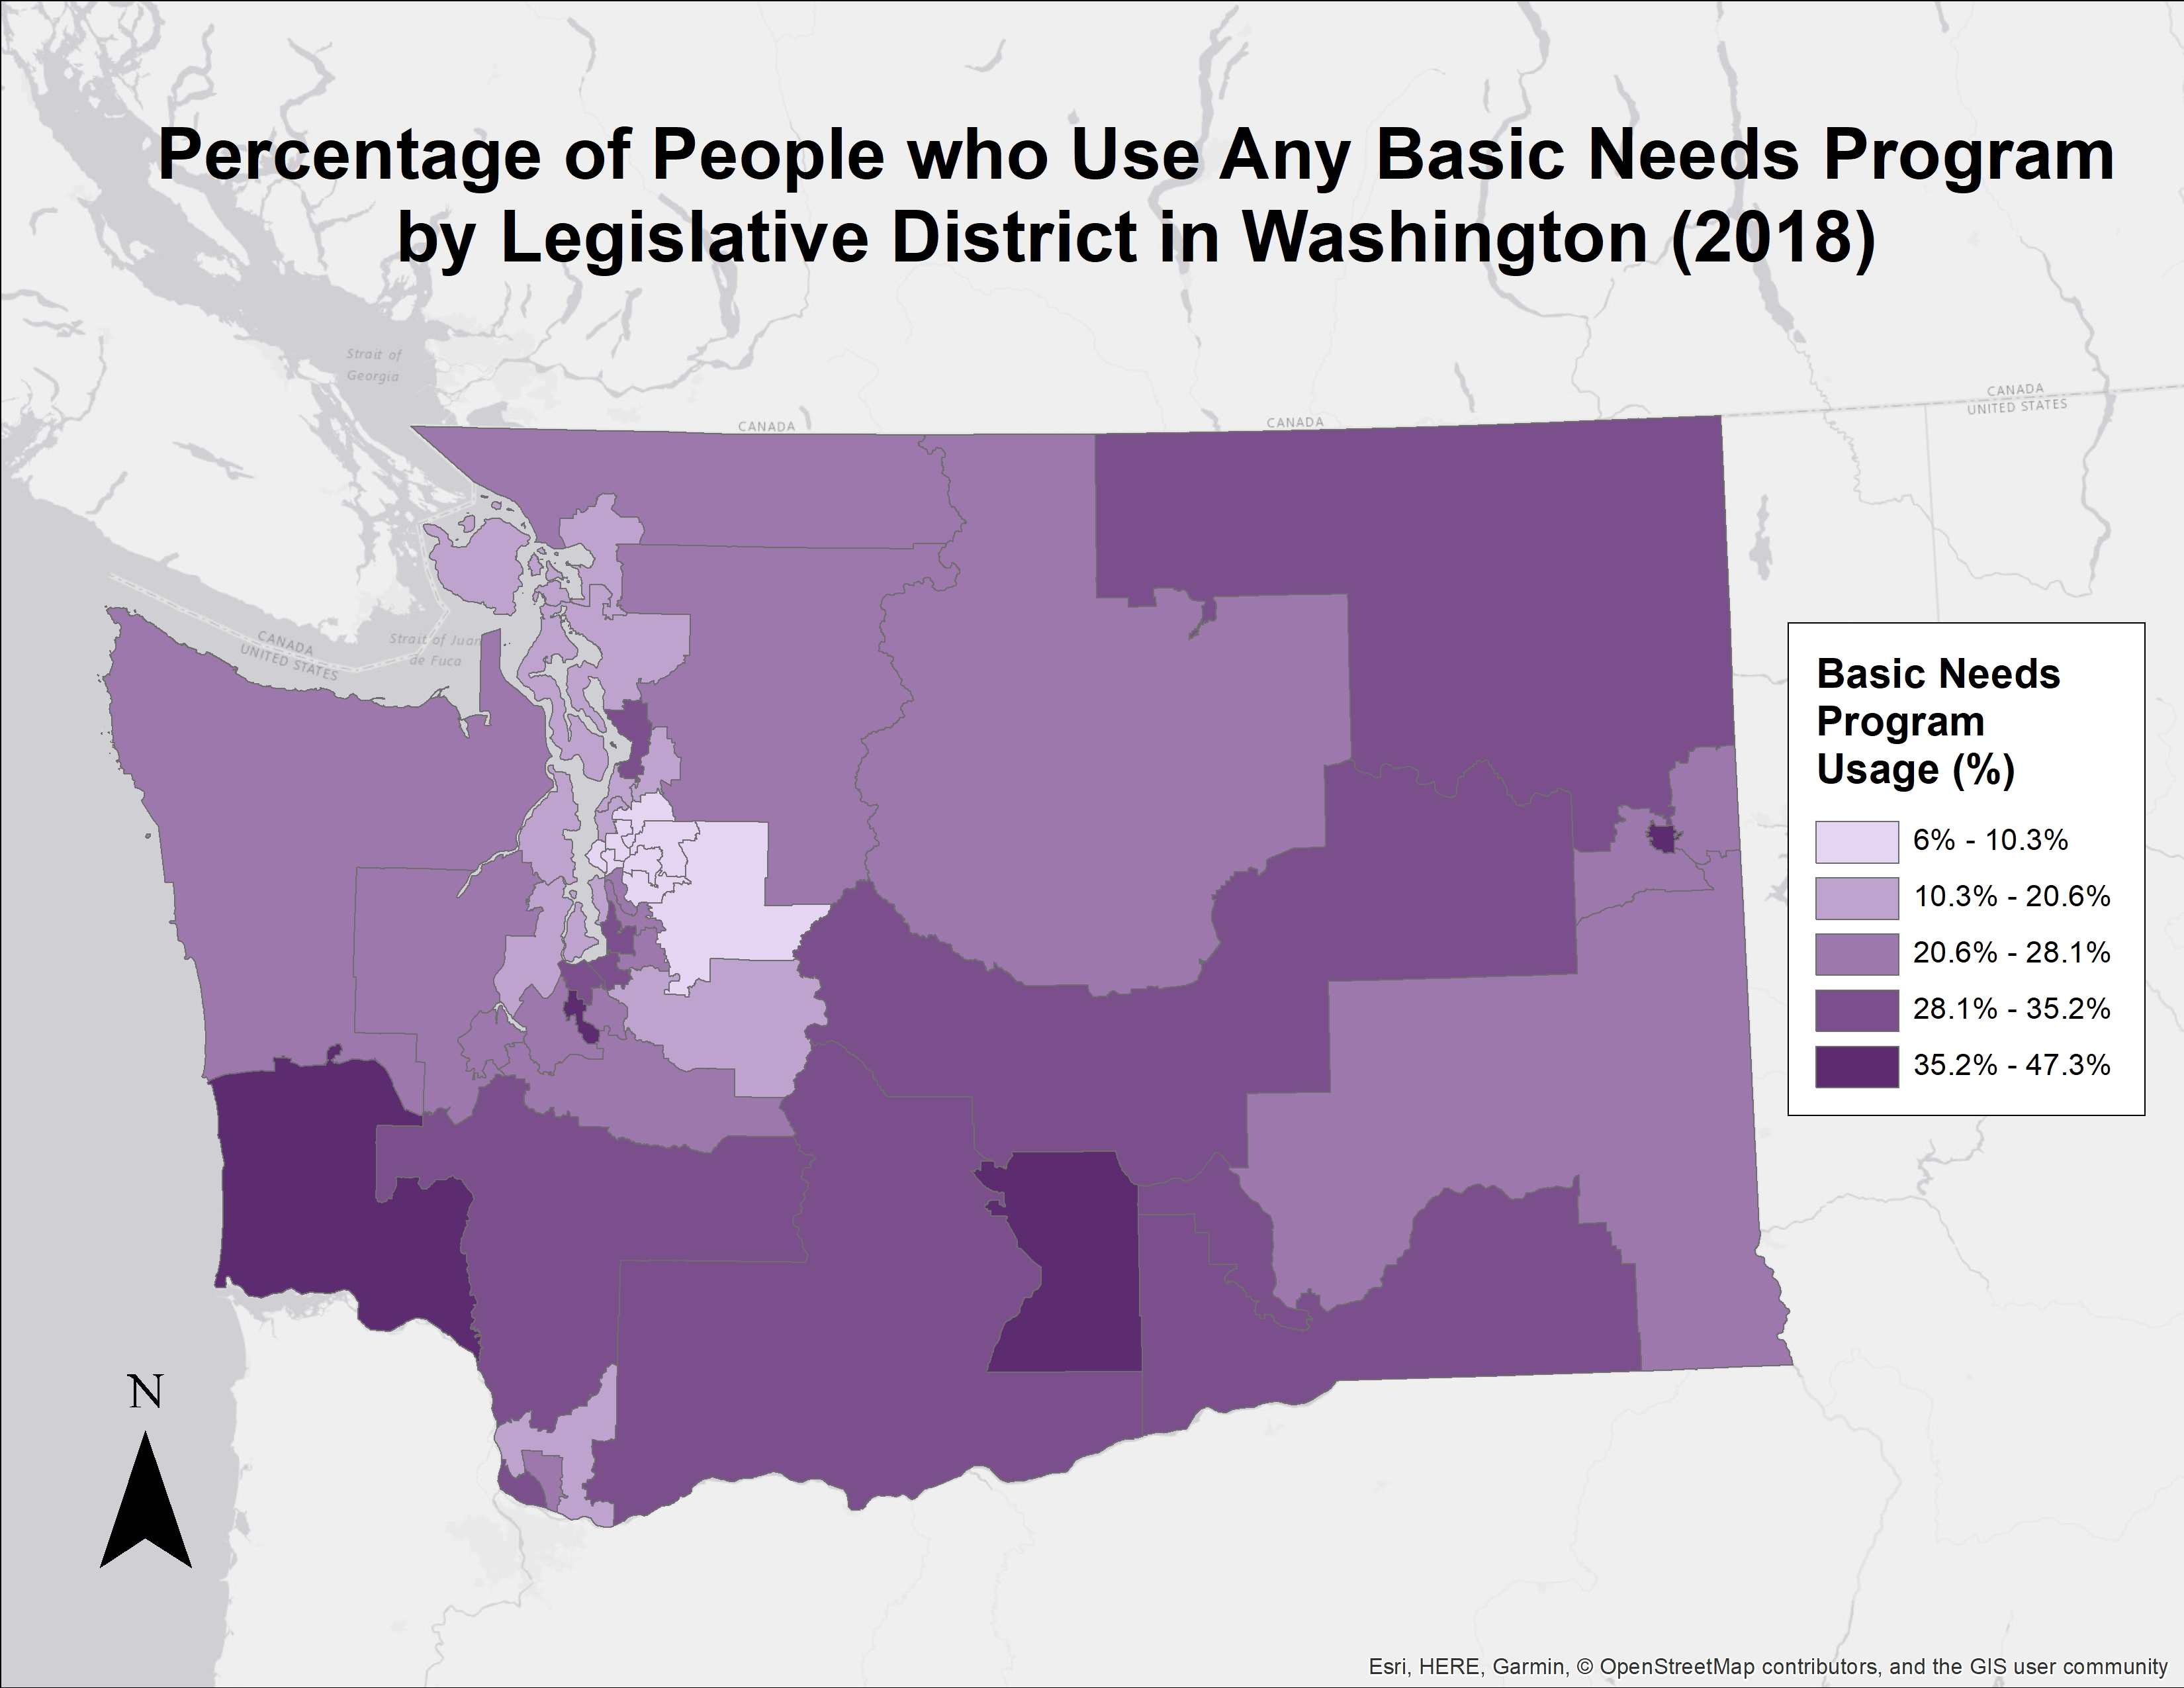 Percentage of People who Use Any Basic Needs Program
by Legislative District in Washington (2018)
Strait of
Georgia
CANADA
CANADA
CANADA
UNITED STATES
CANADA
UNITED STATES
Strait of Juan
de Fuca
Basic Needs
Program
Usage (%)
6% - 10.3%
10.3% - 20.6%
20.6% - 28.1%
28.1% - 35.2%
35.2% - 47.3%
N
Esri, HERE, Garmin, © OpenStreetMap contributors, and the GIS user community